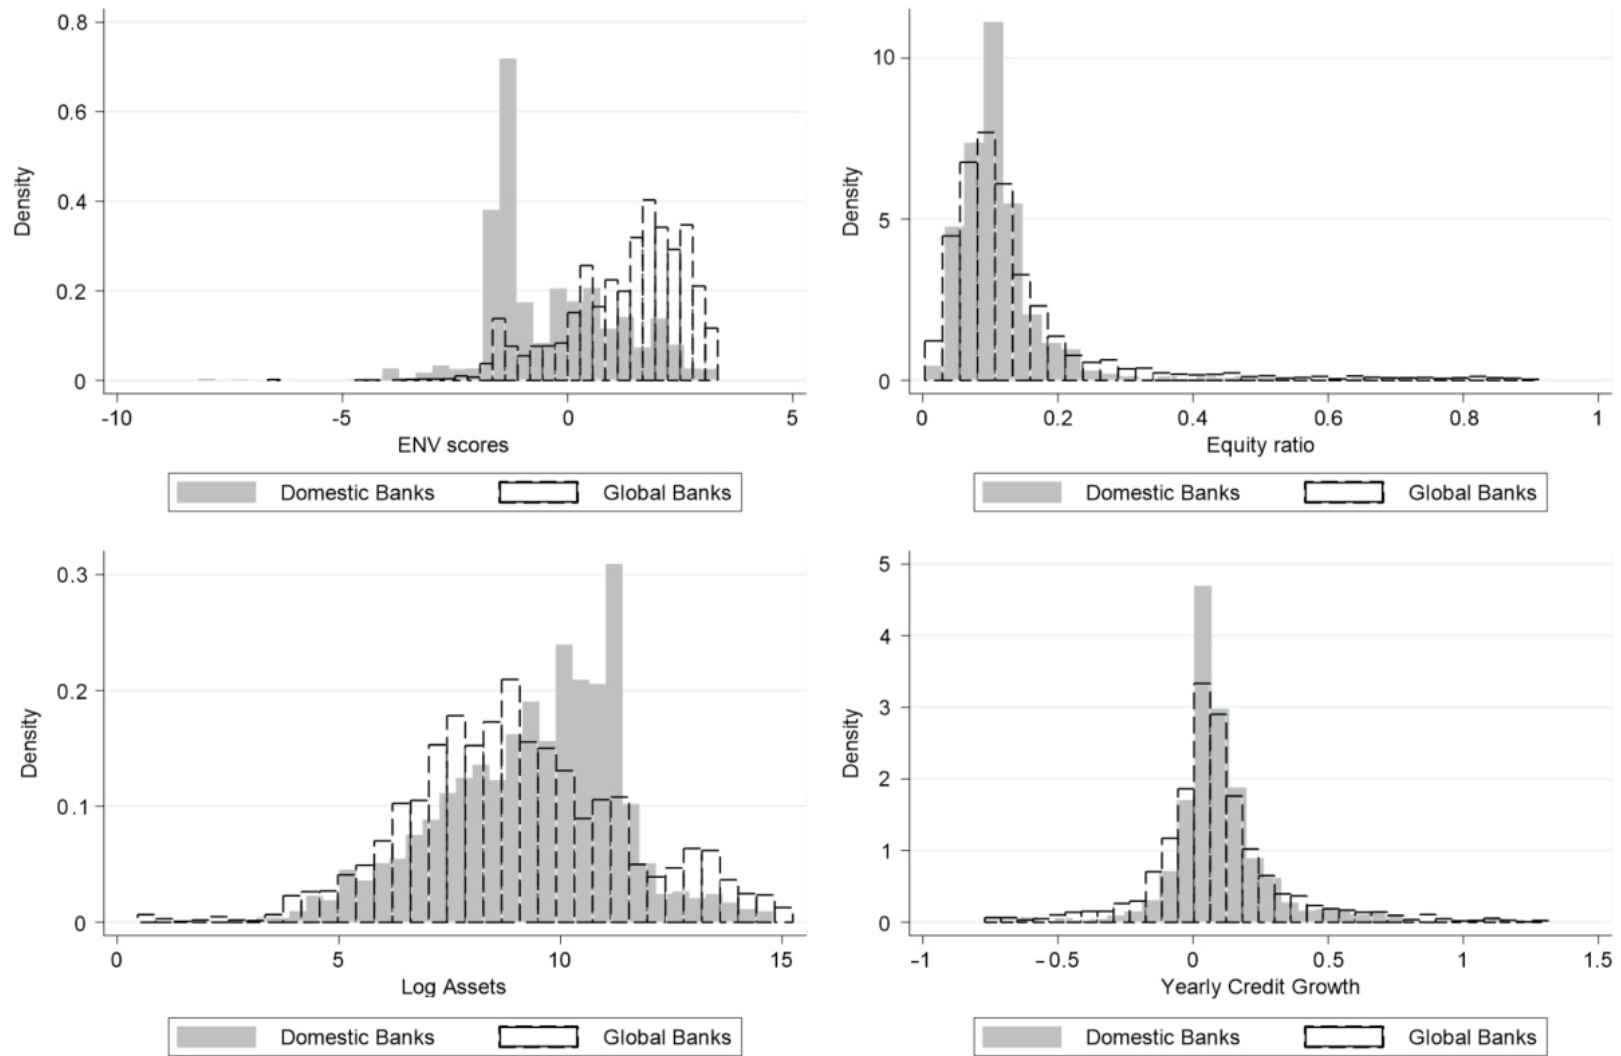 0.8
0.6
0.4
0.2
0
Density
-10 -5 0 5
ENV scores
Domestic Banks Global Banks
10
5
0
Density
0 0.2 0.4 0.6 0.8 1
Equity ratio
Domestic Banks Global Banks
0.3
0.2
0.1
0
Density
0 5 10 15
Log Assets
Domestic Banks Global Banks
5
4
3
2
1
0
Density
−1 −0.5 0 0.5 1 1.5
Yearly Credit Growth
Domestic Banks Global Banks